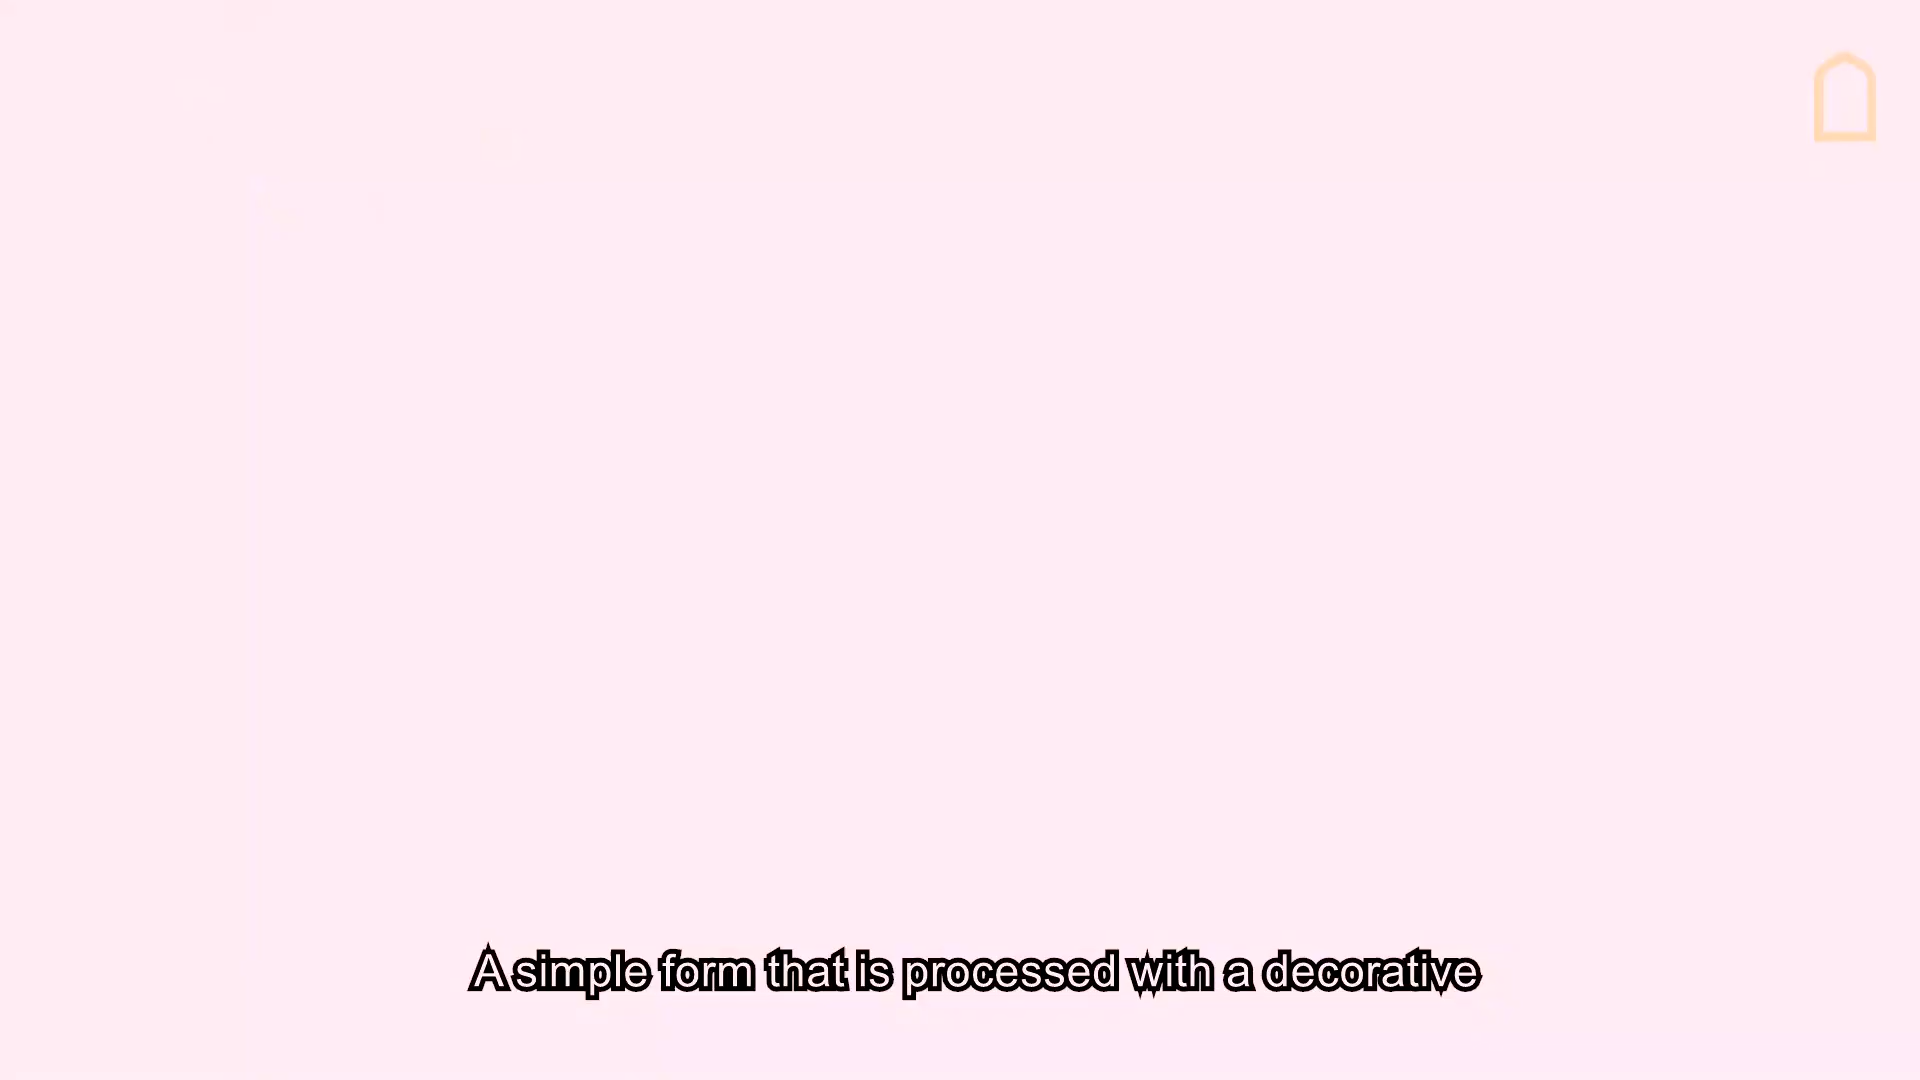 A simple form that is processed with a decorative